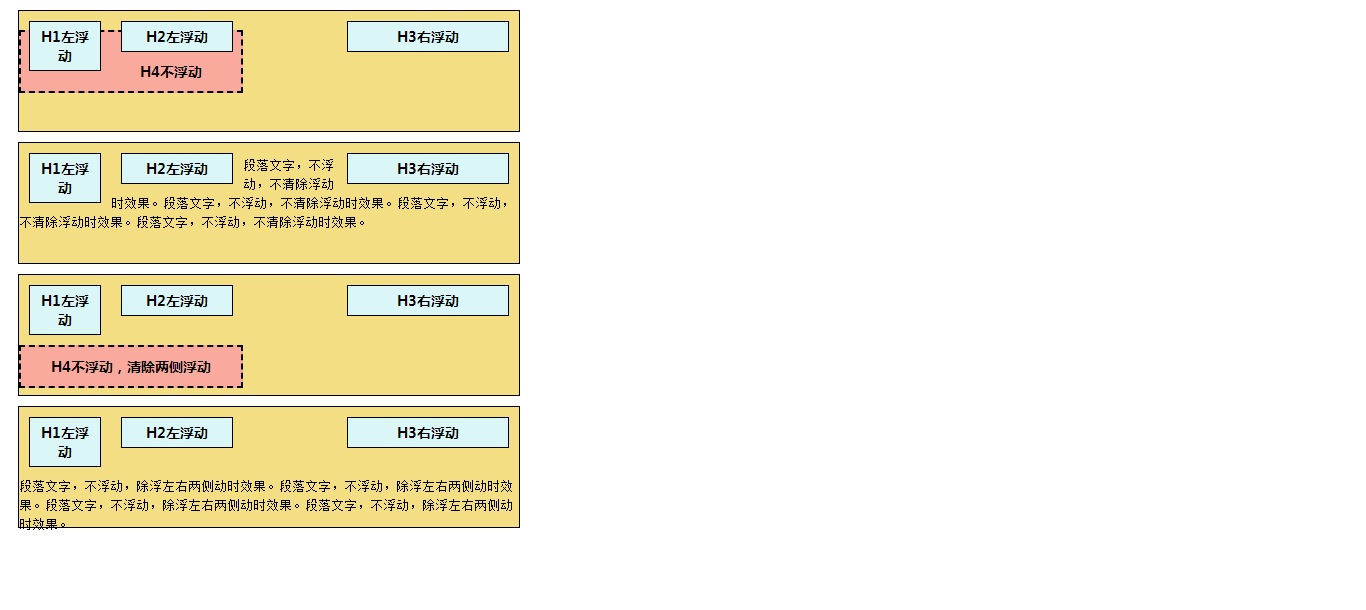 H1左浮
动
H2左浮动
H3右浮动
H4不浮动
H1左浮
动
H2左浮动
段落文字，不浮
动，不清除浮动
H3右浮动
时效果。段落文字，不浮动，不清除浮动时效果。段落文字，不浮动，
不清除浮动时效果。段落文字，不浮动，不清除浮动时效果。
H1左浮
动
H2左浮动
H3右浮动
H4不浮动，清除两侧浮动
H1左浮
动
H2左浮动
H3右浮动
段落文字，不浮动，除浮左右两侧动时效果。段落文字，不浮动，除浮左右两侧动时效
果。段落文字，不浮动，除浮左右两侧动时效果。段落文字，不浮动，除浮左右两侧动
时效果。